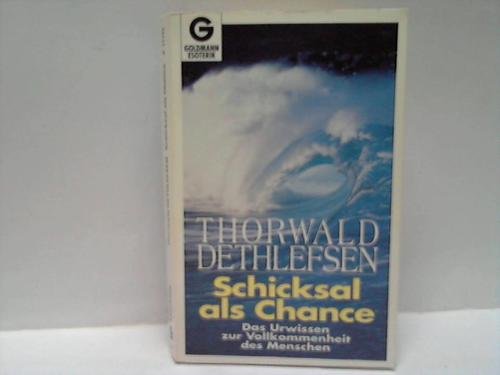 G
GOLDMANN
ESOTERIK
THORWALD
DETHLEFSEN
Schicksal
als Chance
Das Urwissen
zur Vollkommenheit
des Menschen